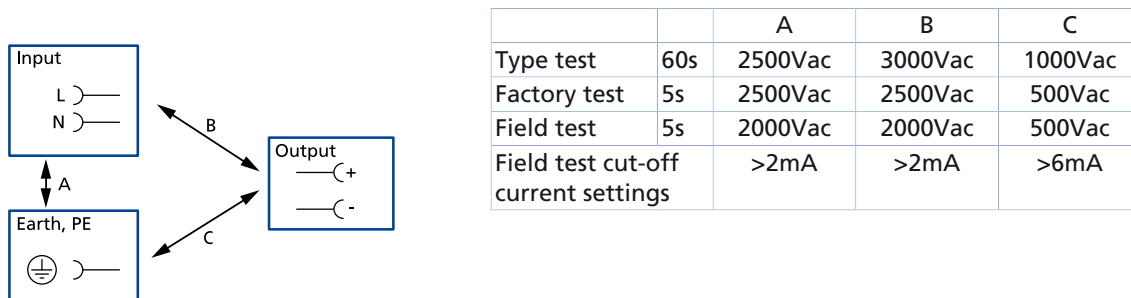 Input
L
N
B
Output
+
-
A
Earth, PE
C
A B C
Type test 60s 2500Vac 3000Vac 1000Vac
Factory test 5s 2500Vac 2500Vac 500Vac
Field test 5s 2000Vac 2000Vac 500Vac
Field test cut-off >2mA >2mA >6mA
current settings